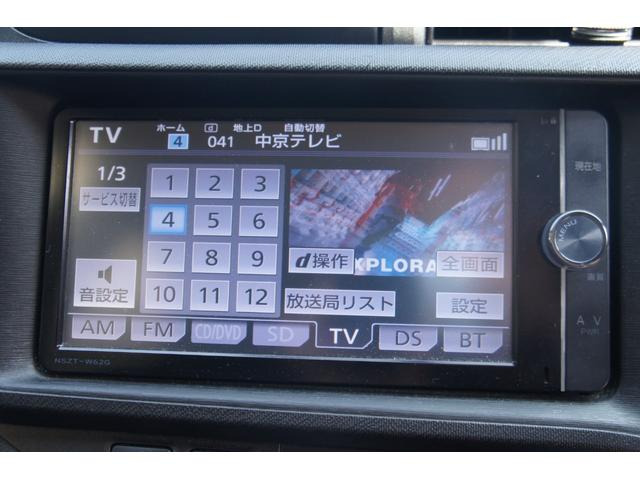 TV ホーム 4 d 地上D 041 自動切替 中京テレビ
現在地
1/3
サービス切替
1 2 3
4 5 6
7 8 9
10 11 12
MENU
d操作
XPLORA
全画面
画質
音設定
放送局リスト
設定
AM FM CD/DVD SD TV DS BT
AV
PWR
NSZT-W62G